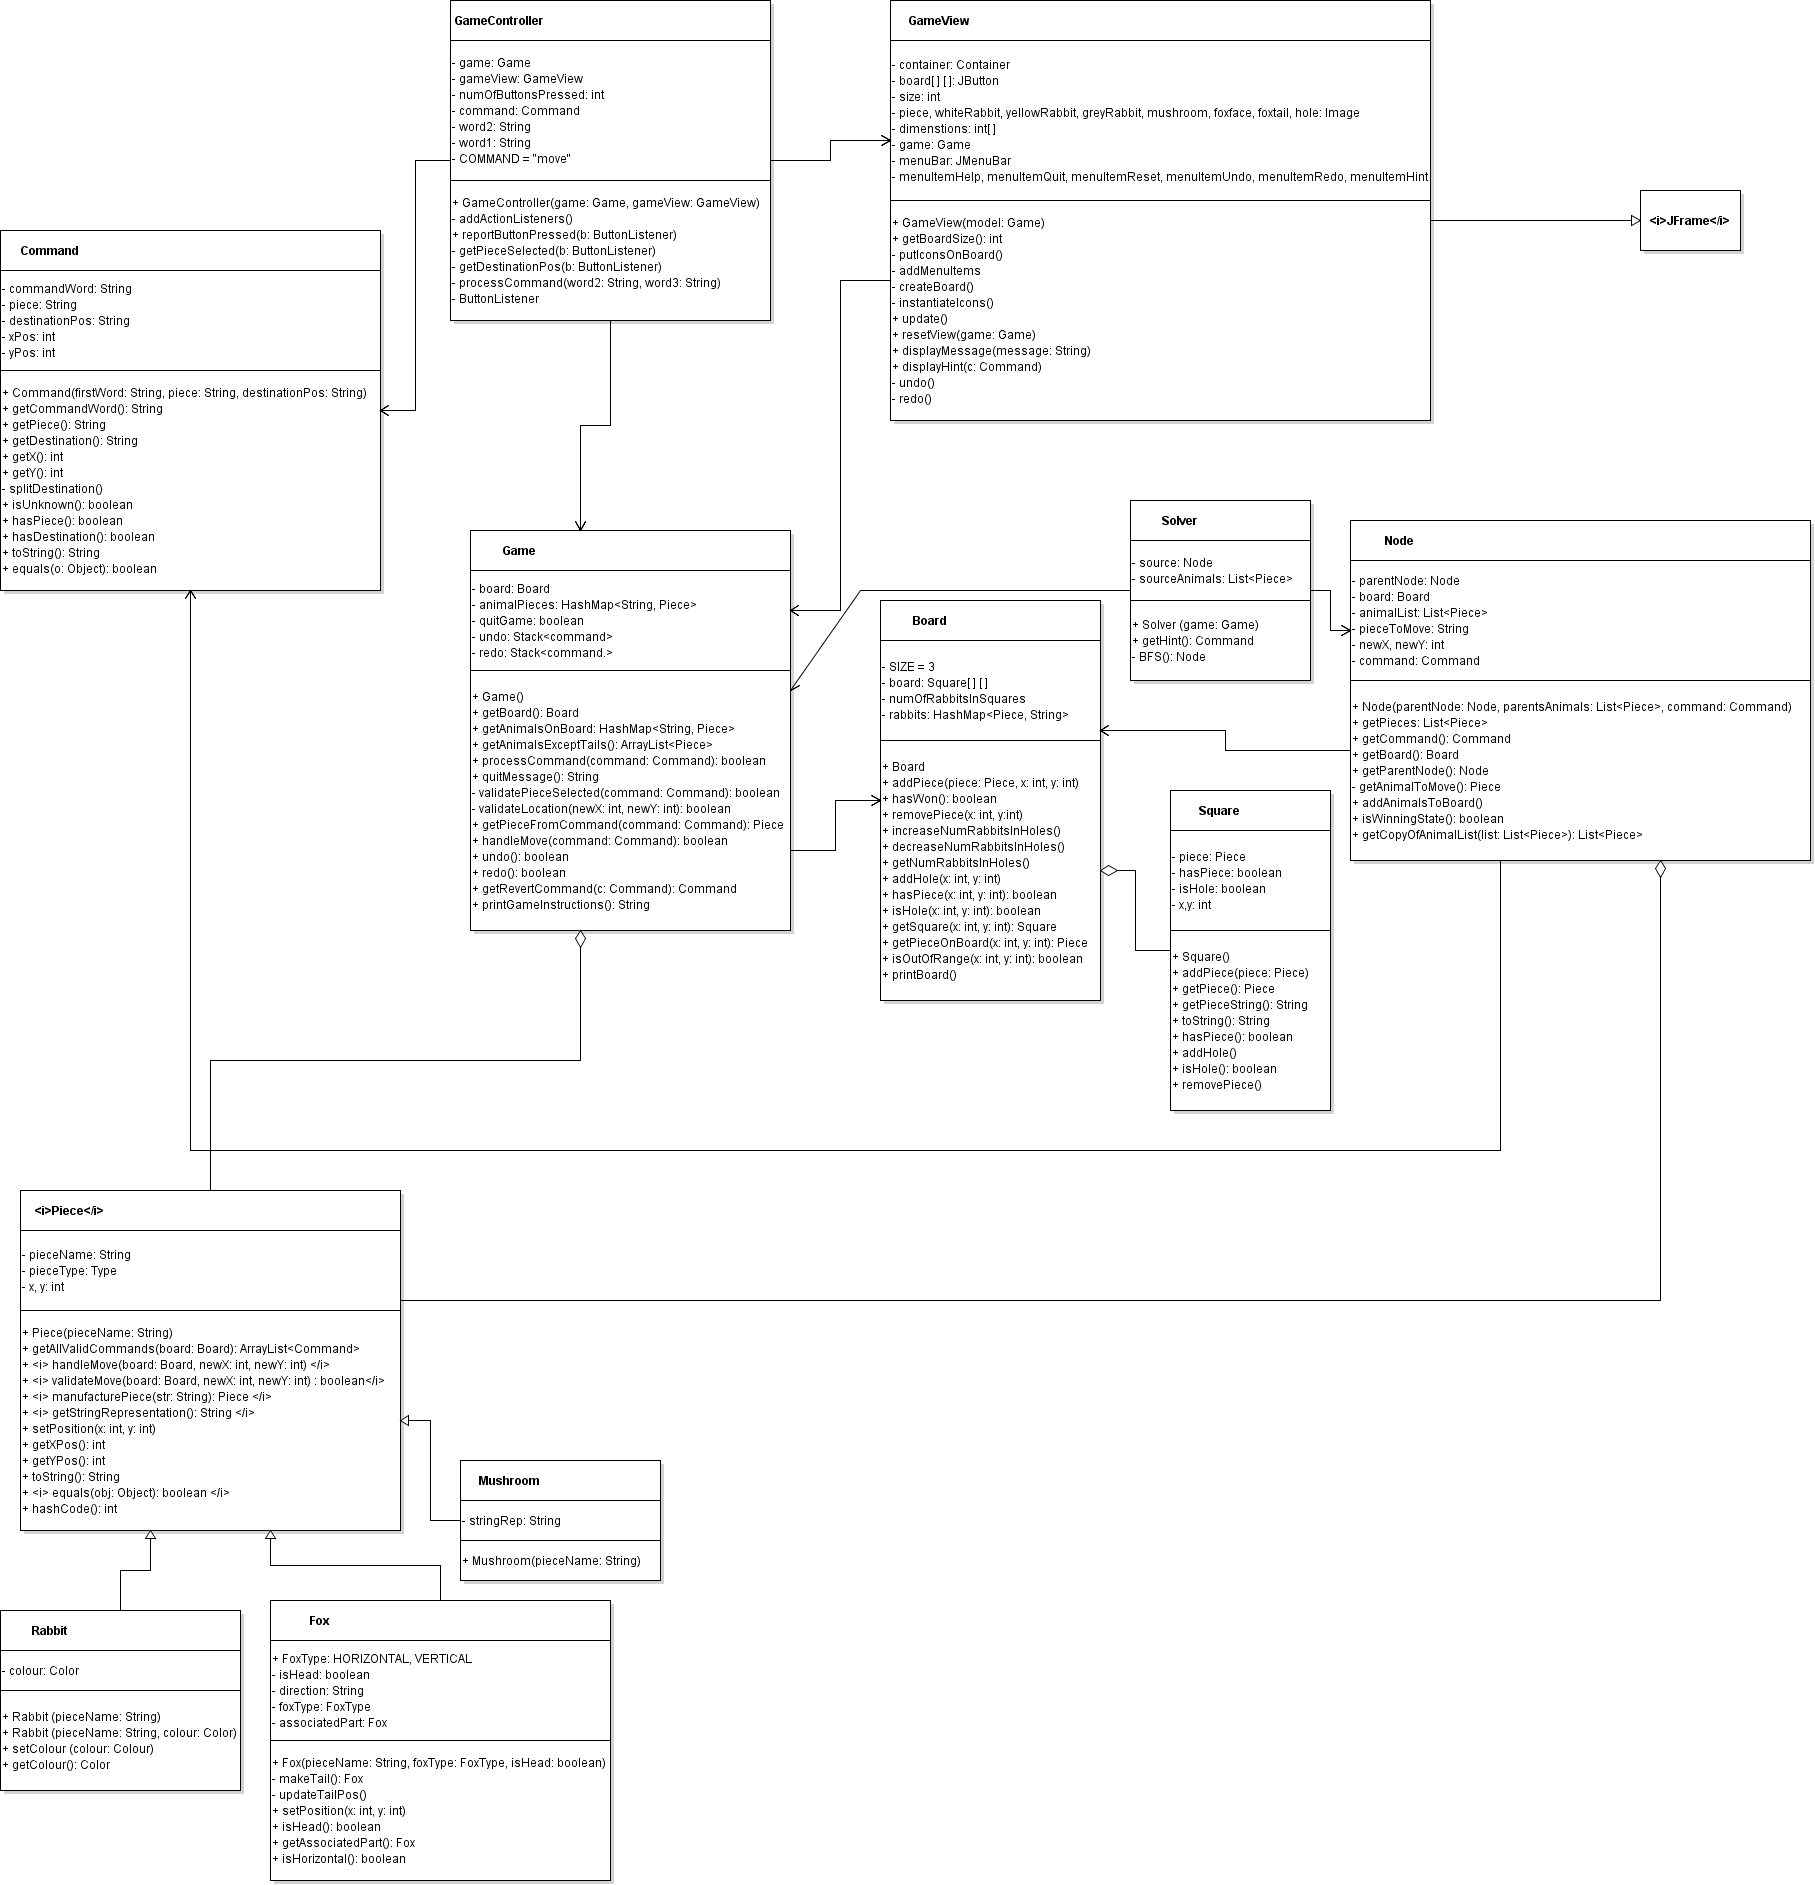 GameController
- game: Game
- gameView: GameView
- numOfButtonsPressed: int
- command: Command
- word2: String
- word1: String
- COMMAND = "move"
+ GameController(game: Game, gameView: GameView)
- addActionListeners()
+ reportButtonPressed(b: ButtonListener)
- getPieceSelected(b: ButtonListener)
- getDestinationPos(b: ButtonListener)
- processCommand(word2: String, word3: String)
- ButtonListener
GameView
- container: Container
- board[ ] [ ]: JButton
- size: int
- piece, whiteRabbit, yellowRabbit, greyRabbit, mushroom, foxface, foxtail, hole: Image
- dimenstions: int[ ]
- game: Game
- menuBar: JMenuBar
- menuItemHelp, menuItemQuit, menuItemReset, menuItemUndo, menuItemRedo, menuItemHint
+ GameView(model: Game)
+ getBoardSize(): int
- putIconsOnBoard()
- addMenuItems
- createBoard()
- instantiateIcons()
+ update()
+ resetView(game: Game)
+ displayMessage(message: String)
+ displayHint(c: Command)
- undo()
- redo()
<i>JFrame</i>
Command
- commandWord: String
- piece: String
- destinationPos: String
- xPos: int
- yPos: int
+ Command(firstWord: String, piece: String, destinationPos: String)
+ getCommandWord(): String
+ getPiece(): String
+ getDestination(): String
+ getX(): int
+ getY(): int
- splitDestination()
+ isUnknown(): boolean
+ hasPiece(): boolean
+ hasDestination(): boolean
+ toString(): String
+ equals(o: Object): boolean
Game
- board: Board
- animalPieces: HashMap<String, Piece>
- quitGame: boolean
- undo: Stack<command>
- redo: Stack<command.>
+ Game()
+ getBoard(): Board
+ getAnimalsOnBoard: HashMap<String, Piece>
+ getAnimalsExceptTails(): ArrayList<Piece>
+ processCommand(command: Command): boolean
+ quitMessage(): String
- validatePieceSelected(command: Command): boolean
- validateLocation(newX: int, newY: int): boolean
+ getPieceFromCommand(command: Command): Piece
+ handleMove(command: Command): boolean
+ undo(): boolean
+ redo(): boolean
+ getRevertCommand(c: Command): Command
+ printGameInstructions(): String
Solver
- source: Node
- sourceAnimals: List<Piece>
+ Solver (game: Game)
+ getHint(): Command
- BFS(): Node
Node
- parentNode: Node
- board: Board
- animalList: List<Piece>
- pieceToMove: String
- newX, newY: int
- command: Command
+ Node(parentNode: Node, parentsAnimals: List<Piece>, command: Command)
+ getPieces: List<Piece>
+ getCommand(): Command
+ getBoard(): Board
+ getParentNode(): Node
- getAnimalToMove(): Piece
+ addAnimalsToBoard()
+ isWinningState(): boolean
+ getCopyOfAnimalList(list: List<Piece>): List<Piece>
Board
- SIZE = 3
- board: Square[ ] [ ]
- numOfRabbitsInSquares
- rabbits: HashMap<Piece, String>
+ Board
+ addPiece(piece: Piece, x: int, y: int)
+ hasWon(): boolean
+ removePiece(x: int, y:int)
+ increaseNumRabbitsInHoles()
+ decreaseNumRabbitsInHoles()
+ getNumRabbitsInHoles()
+ addHole(x: int, y: int)
+ hasPiece(x: int, y: int): boolean
+ isHole(x: int, y: int): boolean
+ getSquare(x: int, y: int): Square
+ getPieceOnBoard(x: int, y: int): Piece
+ isOutOfRange(x: int, y: int): boolean
+ printBoard()
Square
- piece: Piece
- hasPiece: boolean
- isHole: boolean
- x,y: int
+ Square()
+ addPiece(piece: Piece)
+ getPiece(): Piece
+ getPieceString(): String
+ toString(): String
+ hasPiece(): boolean
+ addHole()
+ isHole(): boolean
+ removePiece()
<i>Piece</i>
- pieceName: String
- pieceType: Type
- x, y: int
+ Piece(pieceName: String)
+ getAllValidCommands(board: Board): ArrayList<Command>
+ <i> handleMove(board: Board, newX: int, newY: int) </i>
+ <i> validateMove(board: Board, newX: int, newY: int) : boolean</i>
+ <i> manufacturePiece(str: String): Piece </i>
+ <i> getStringRepresentation(): String </i>
+ setPosition(x: int, y: int)
+ getXPos(): int
+ getYPos(): int
+ toString(): String
+ <i> equals(obj: Object): boolean </i>
+ hashCode(): int
Mushroom
- stringRep: String
+ Mushroom(pieceName: String)
Rabbit
- colour: Color
+ Rabbit (pieceName: String)
+ Rabbit (pieceName: String, colour: Color)
+ setColour (colour: Colour)
+ getColour(): Color
Fox
+ FoxType: HORIZONTAL, VERTICAL
- isHead: boolean
- direction: String
- foxType: FoxType
- associatedPart: Fox
+ Fox(pieceName: String, foxType: FoxType, isHead: boolean)
- makeTail(): Fox
- updateTailPos()
+ setPosition(x: int, y: int)
+ isHead(): boolean
+ getAssociatedPart(): Fox
+ isHorizontal(): boolean